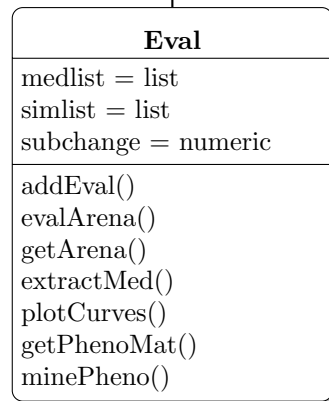 Eval
medlist = list
simlist = list
subchange = numeric
addEval()
evalArena()
getArena()
extractMed()
plotCurves()
getPhenoMat()
minePheno()